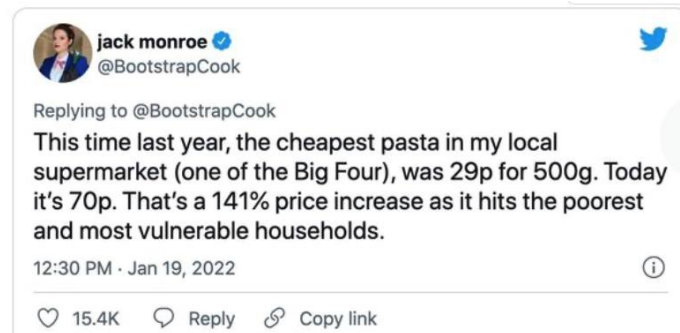 jack monroe
@BootstrapCook
Replying to @BootstrapCook
This time last year, the cheapest pasta in my local
supermarket (one of the Big Four), was 29p for 500g. Today
it's 70p. That's a 141% price increase as it hits the poorest
and most vulnerable households.
12:30 PM · Jan 19, 2022
15.4K Reply Copy link